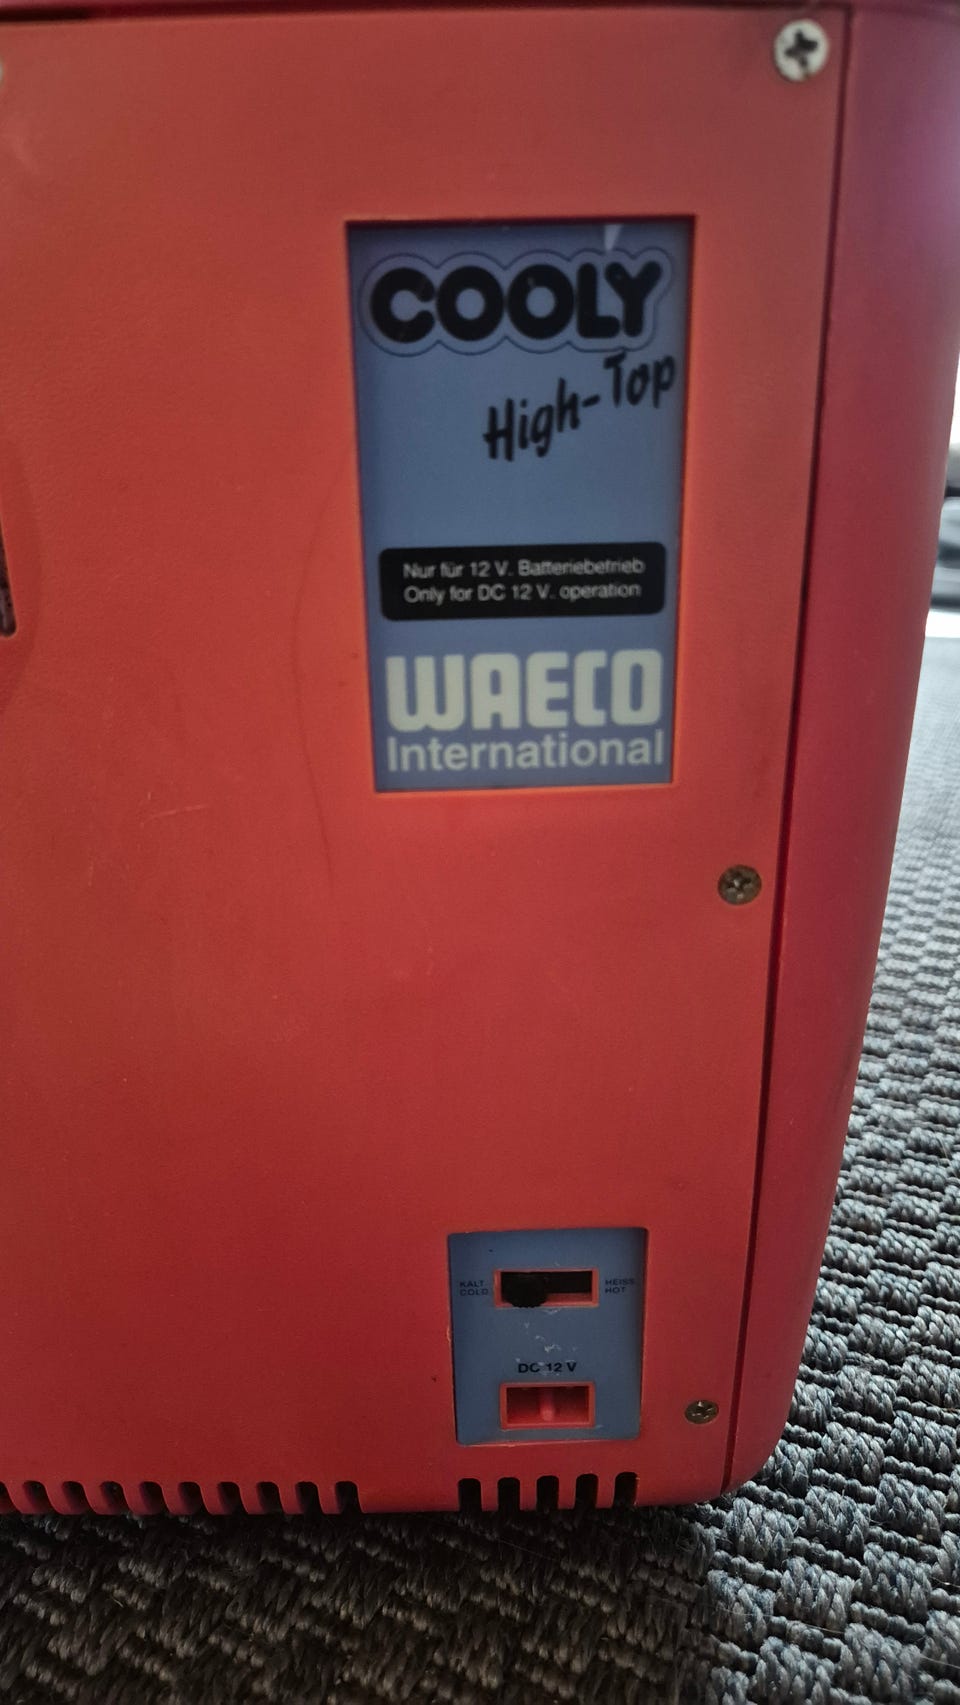 COOLY
High-Top
Nur für 12 V. Batteriebetrieb
Only for DC 12 V. operation
WAECO
International
KALT HEISS
COLD HOT
DC 12 V